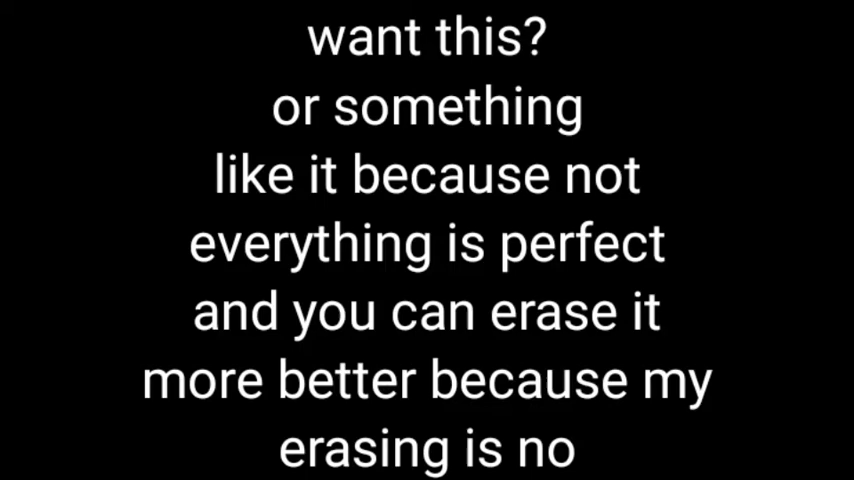 want this?
or something
like it because not
everything is perfect
and you can erase it
more better because my
erasing is no